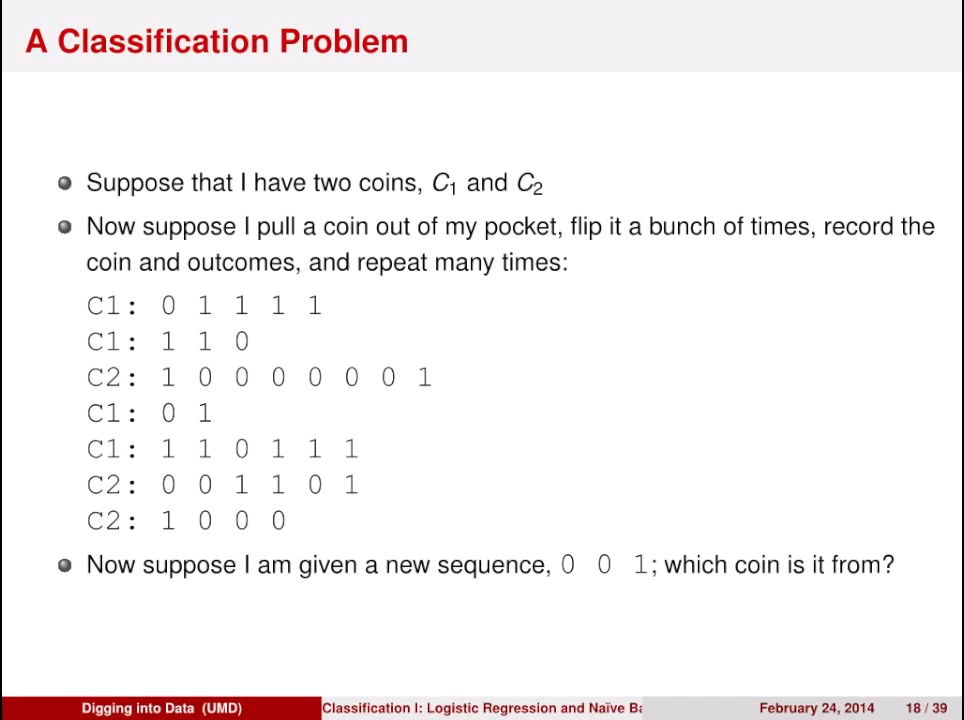 A Classification Problem
Suppose that I have two coins, C1 and C2
Now suppose I pull a coin out of my pocket, flip it a bunch of times, record the
coin and outcomes, and repeat many times:
C1: 0 1 1 1 1
C1: 1 1 0
C2: 1 0 0 0 0 0 0 1
C1: 0 1
C1: 1 1 0 1 1 1
C2: 0 0 1 1 0 1
C2: 1 0 0 0
Now suppose I am given a new sequence, 0 0 1; which coin is it from?
Digging into Data (UMD) Classification I: Logistic Regression and Naïve Ba February 24, 2014 18 / 39